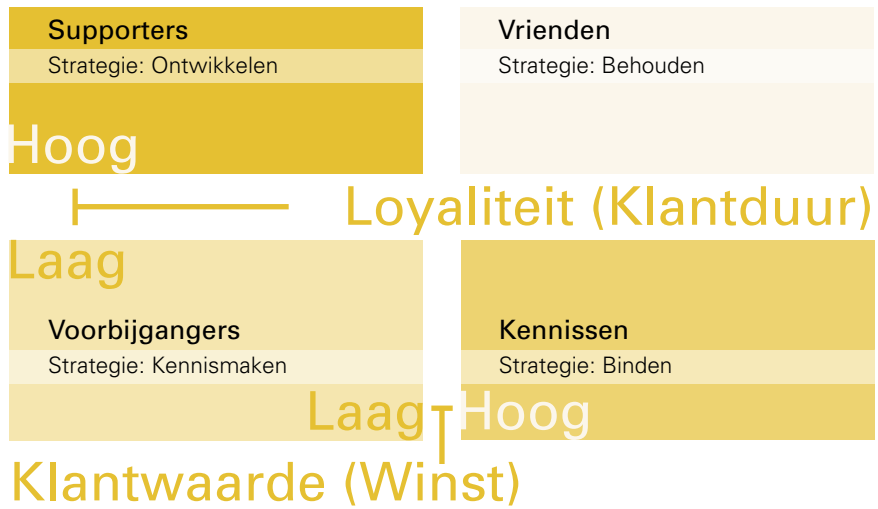 Supporters
Strategie: Ontwikkelen
Hoog
Vrienden
Strategie: Behouden
Loyaliteit (Klantduur)
Laag
Voorbijgangers
Strategie: Kennismaken
Laag
Kennissen
Strategie: Binden
Hoog
Klantwaarde (Winst)